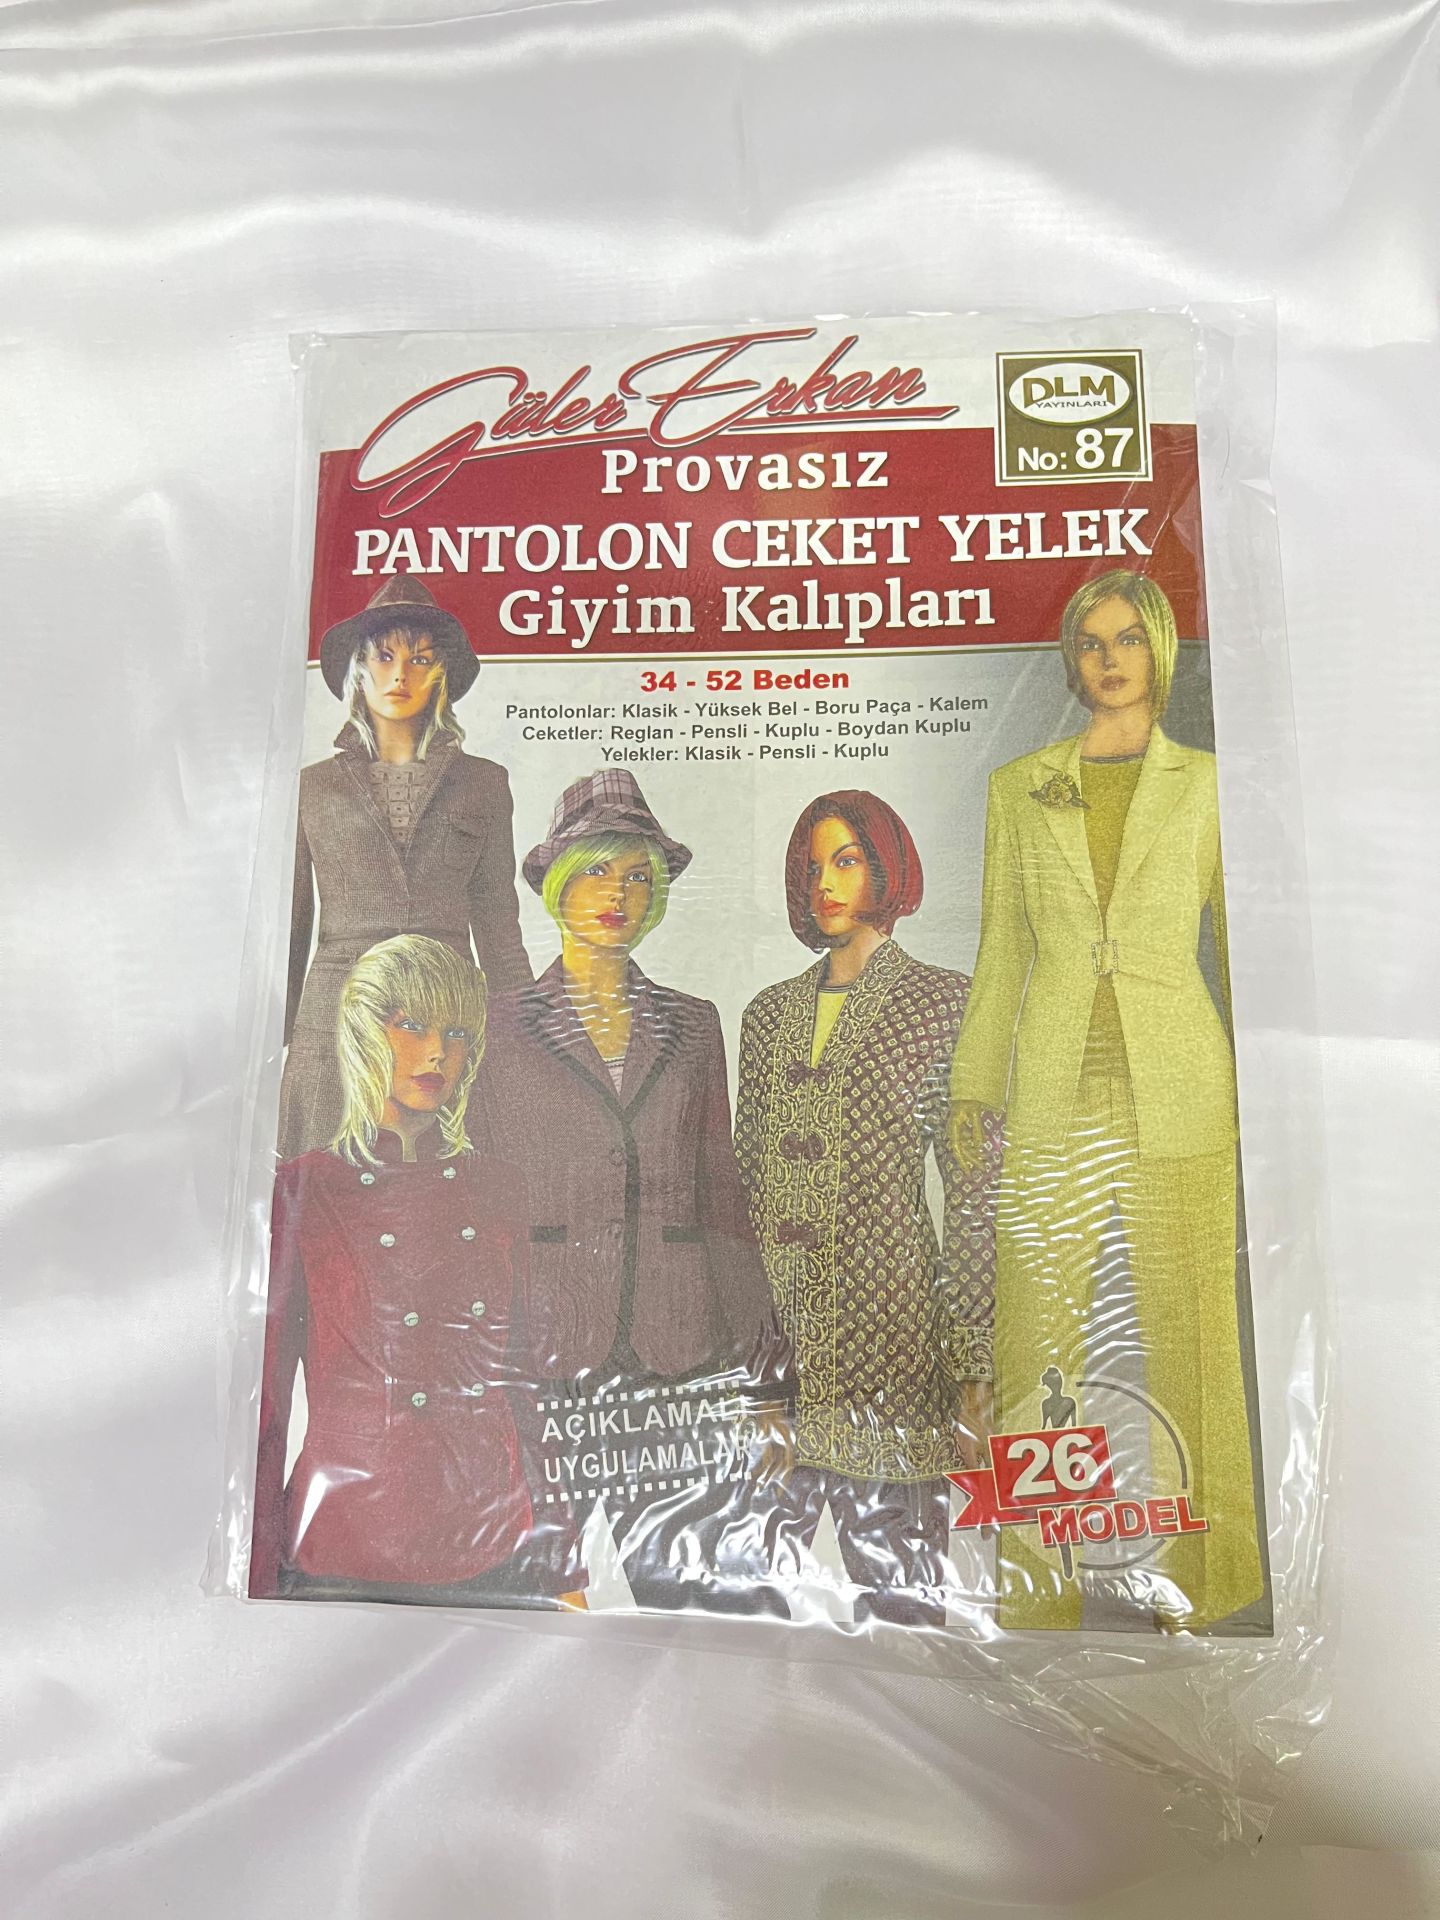 Güler Erkan
DLM
YAYINLARI
No: 87
Provasız
PANTOLON CEKET YELEK
Giyim Kalıpları
34 - 52 Beden
Pantolonlar: Klasik - Yüksek Bel - Boru Paça - Kalem
Ceketler: Reglan - Pensli - Kuplu - Boydan Kuplu
Yelekler: Klasik - Pensli - Kuplu
AÇIKLAMALI
UYGULAMALAR
26
MODEL